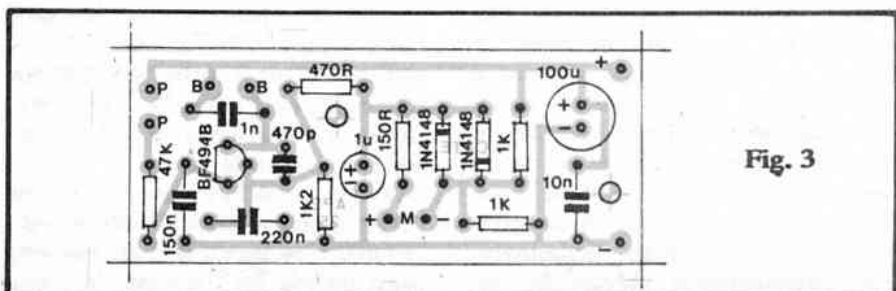 470R
+
100u
P
B
B
P
1n
470p
1u
150R
1N4148
1N4148
1K
+
-
47K
BF494B
+
-
10n
150n
220n
1K2
+ M -
1K
-
Fig. 3